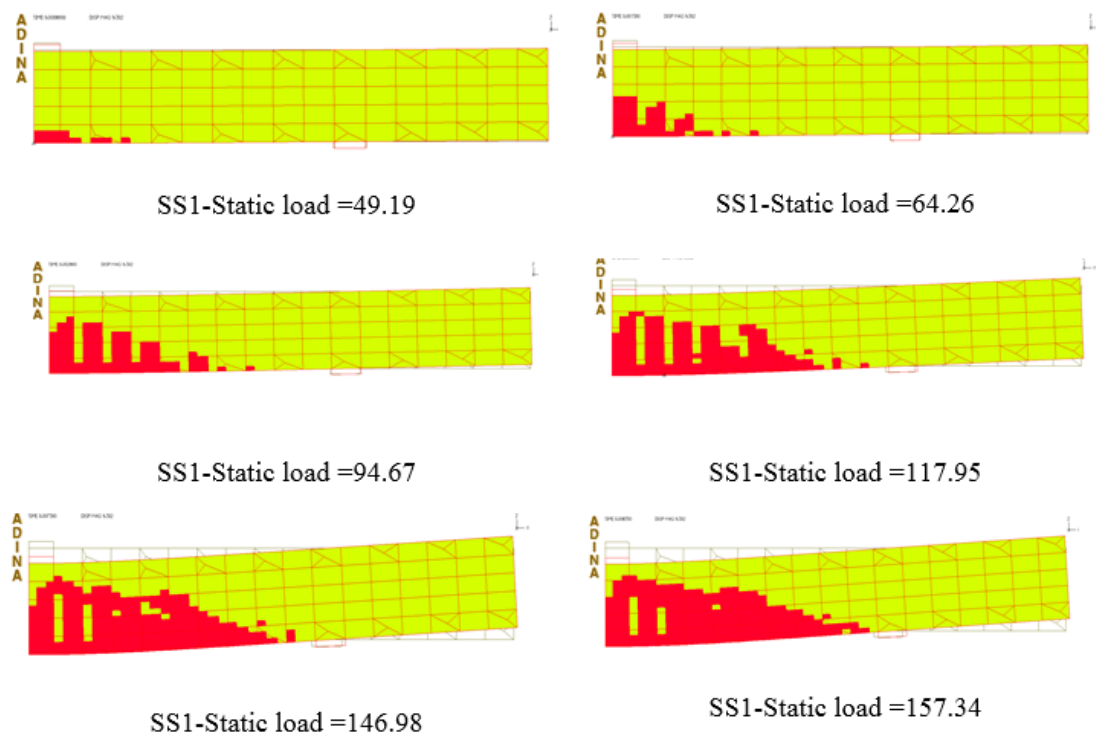 ADINA
ADINA
SS1-Static load =49.19
SS1-Static load =64.26
ADINA
ADINA
SS1-Static load =94.67
SS1-Static load =117.95
ADINA
ADINA
SS1-Static load =146.98
SS1-Static load =157.34